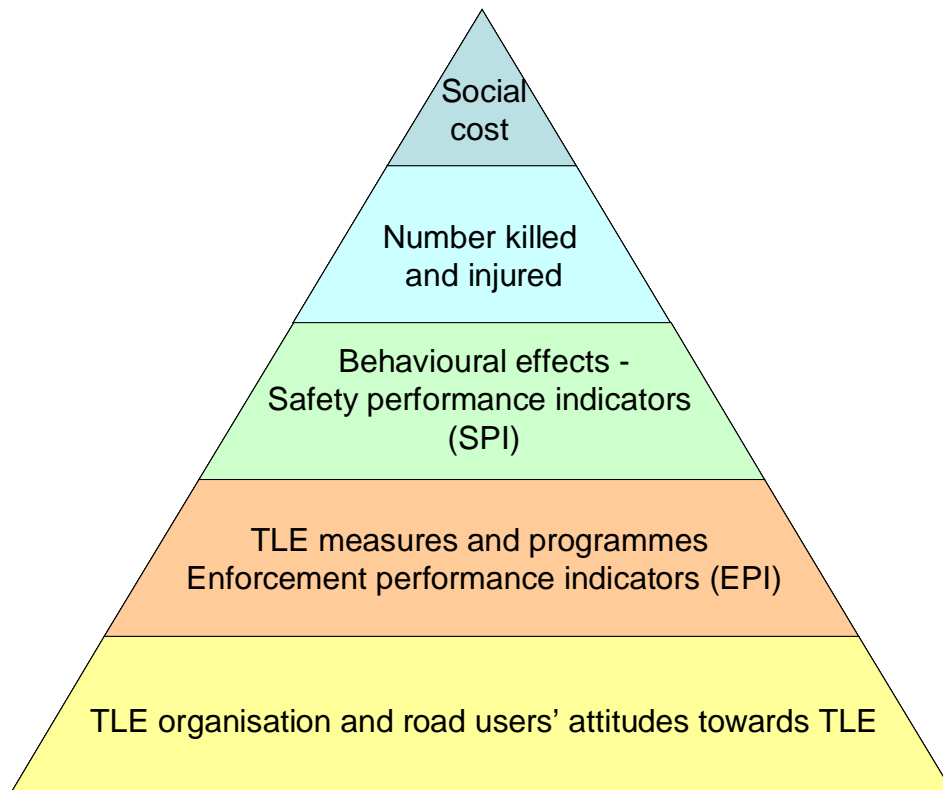 Social
cost
Number killed
and injured
Behavioural effects -
Safety performance indicators
(SPI)
TLE measures and programmes
Enforcement performance indicators (EPI)
TLE organisation and road users’ attitudes towards TLE